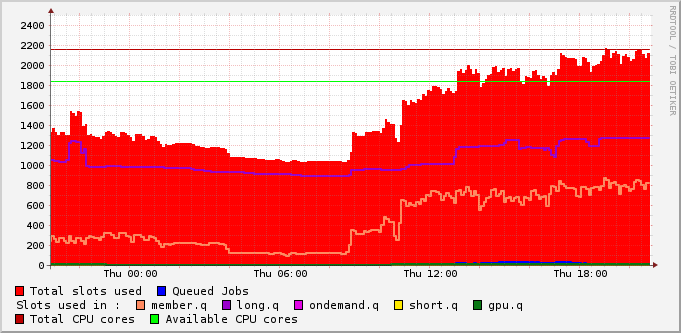 RRDTOOL / TOBI OETIKER
2400
2200
2000
1800
1600
1400
1200
1000
800
600
400
200
0
Thu 00:00 Thu 06:00 Thu 12:00 Thu 18:00
Total slots used Queued Jobs
Slots used in : member.q long.q ondemand.q short.q gpu.q
Total CPU cores Available CPU cores